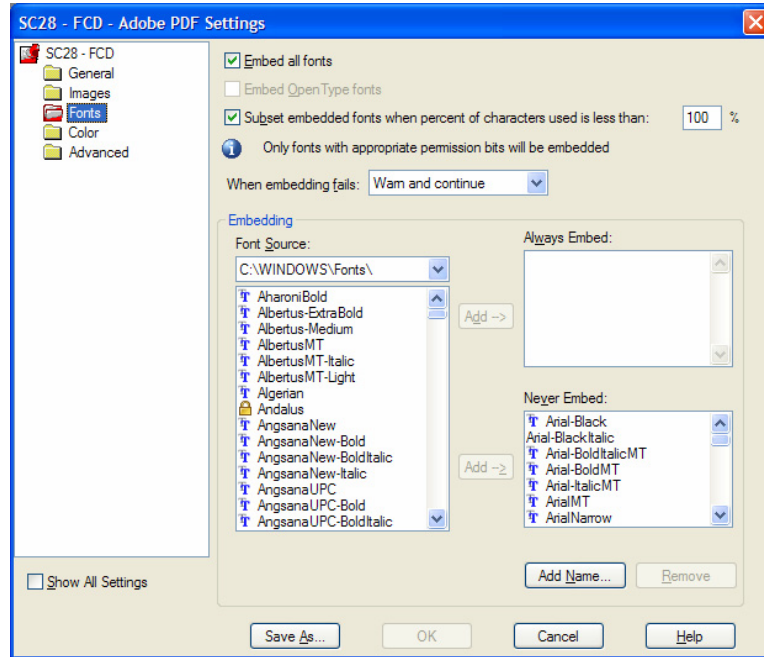 SC28 - FCD - Adobe PDF Settings
SC28 - FCD
General
Images
Fonts
Color
Advanced
Show All Settings
Embed all fonts
Embed OpenType fonts
Subset embedded fonts when percent of characters used is less than: 100 %
Only fonts with appropriate permission bits will be embedded
When embedding fails: Warn and continue
Embedding
Font Source:
C:\WINDOWS\Fonts\
AharoniBold
Albertus-ExtraBold
Albertus-Medium
AlbertusMT
AlbertusMT-Italic
AlbertusMT-Light
Algerian
Andalus
AngsanaNew
AngsanaNew-Bold
AngsanaNew-BoldItalic
AngsanaNew-Italic
AngsanaUPC
AngsanaUPC-Bold
AngsanaUPC-BoldItalic
Add -->
Add -->
Always Embed:
Never Embed:
Arial-Black
Arial-BlackItalic
Arial-BoldItalicMT
Arial-BoldMT
Arial-ItalicMT
ArialMT
ArialNarrow
Add Name... Remove
Save As... OK Cancel Help